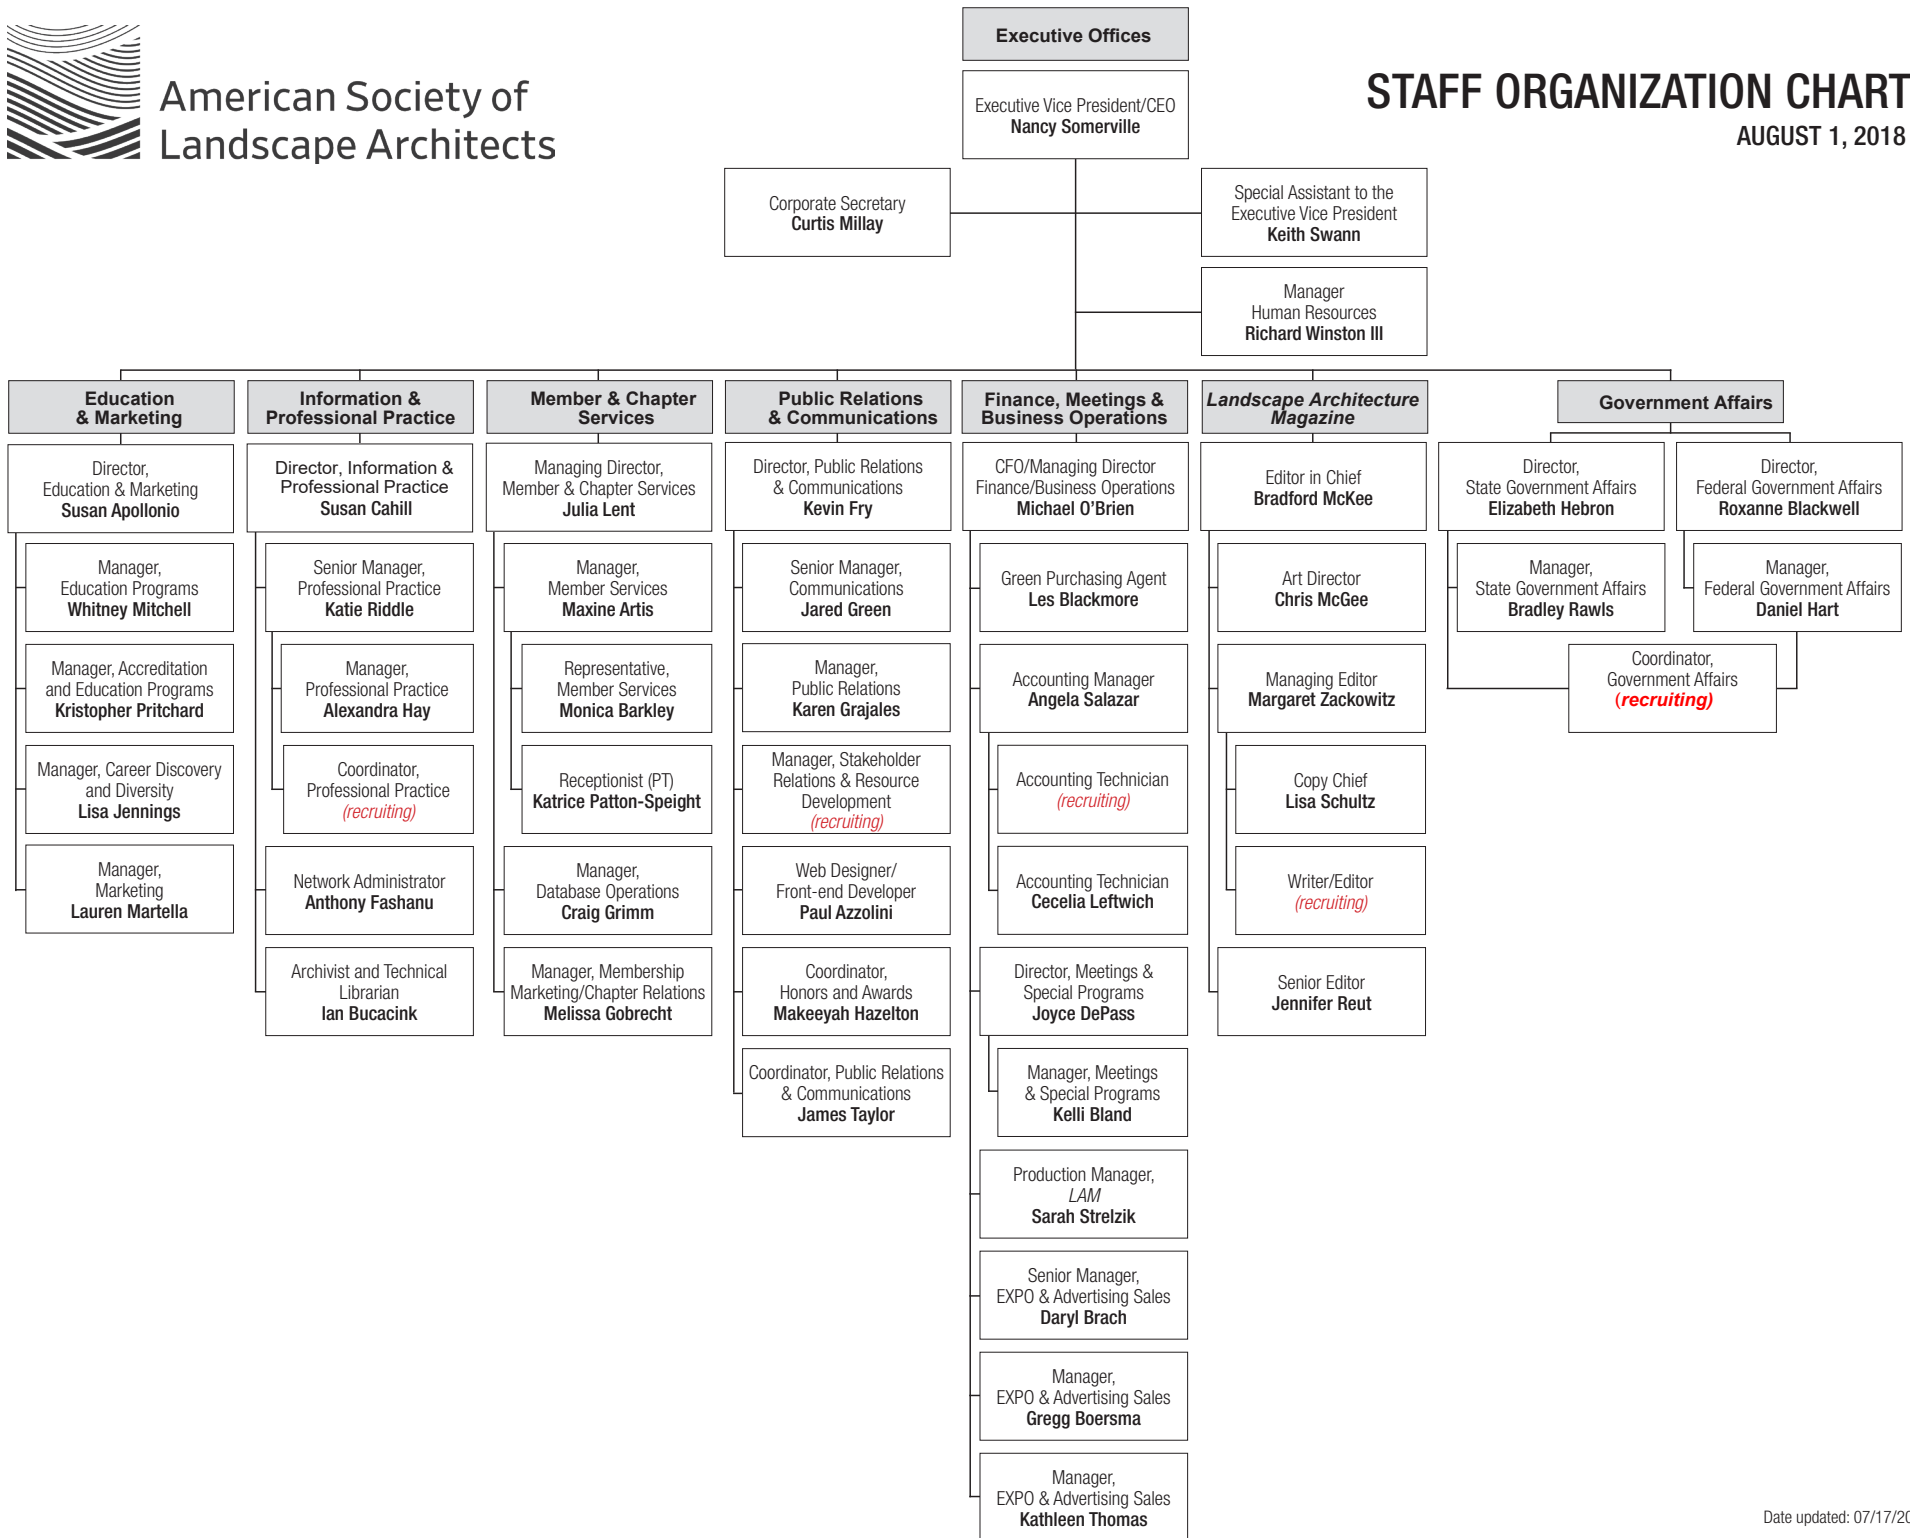 American Society of
Landscape Architects
STAFF ORGANIZATION CHART
AUGUST 1, 2018
Executive Offices
Executive Vice President/CEO
Nancy Somerville
Corporate Secretary
Curtis Millay
Special Assistant to the
Executive Vice President
Keith Swann
Manager
Human Resources
Richard Winston III
Education
& Marketing
Director,
Education & Marketing
Susan Apollonio
Manager,
Education Programs
Whitney Mitchell
Manager, Accreditation
and Education Programs
Kristopher Pritchard
Manager, Career Discovery
and Diversity
Lisa Jennings
Manager,
Marketing
Lauren Martella
Information &
Professional Practice
Director, Information &
Professional Practice
Susan Cahill
Senior Manager,
Professional Practice
Katie Riddle
Manager,
Professional Practice
Alexandra Hay
Coordinator,
Professional Practice
(recruiting)
Network Administrator
Anthony Fashanu
Archivist and Technical
Librarian
Ian Bucacink
Member & Chapter
Services
Managing Director,
Member & Chapter Services
Julia Lent
Manager,
Member Services
Maxine Artis
Representative,
Member Services
Monica Barkley
Receptionist (PT)
Katrice Patton-Speight
Manager,
Database Operations
Craig Grimm
Manager, Membership
Marketing/Chapter Relations
Melissa Gobrecht
Public Relations
& Communications
Director, Public Relations
& Communications
Kevin Fry
Senior Manager,
Communications
Jared Green
Manager,
Public Relations
Karen Grajales
Manager, Stakeholder
Relations & Resource
Development
(recruiting)
Web Designer/
Front-end Developer
Paul Azzolini
Coordinator,
Honors and Awards
Makeeyah Hazelton
Coordinator, Public Relations
& Communications
James Taylor
Finance, Meetings &
Business Operations
CFO/Managing Director
Finance/Business Operations
Michael O’Brien
Green Purchasing Agent
Les Blackmore
Accounting Manager
Angela Salazar
Accounting Technician
(recruiting)
Accounting Technician
Cecelia Leftwich
Director, Meetings &
Special Programs
Joyce DePass
Manager, Meetings
& Special Programs
Kelli Bland
Production Manager,
LAM
Sarah Strelzik
Senior Manager,
EXPO & Advertising Sales
Daryl Brach
Manager,
EXPO & Advertising Sales
Gregg Boersma
Manager,
EXPO & Advertising Sales
Kathleen Thomas
Landscape Architecture
Magazine
Editor in Chief
Bradford McKee
Art Director
Chris McGee
Managing Editor
Margaret Zackowitz
Copy Chief
Lisa Schultz
Writer/Editor
(recruiting)
Senior Editor
Jennifer Reut
Government Affairs
Director,
State Government Affairs
Elizabeth Hebron
Manager,
State Government Affairs
Bradley Rawls
Director,
Federal Government Affairs
Roxanne Blackwell
Manager,
Federal Government Affairs
Daniel Hart
Coordinator,
Government Affairs
(recruiting)
Date updated: 07/17/20